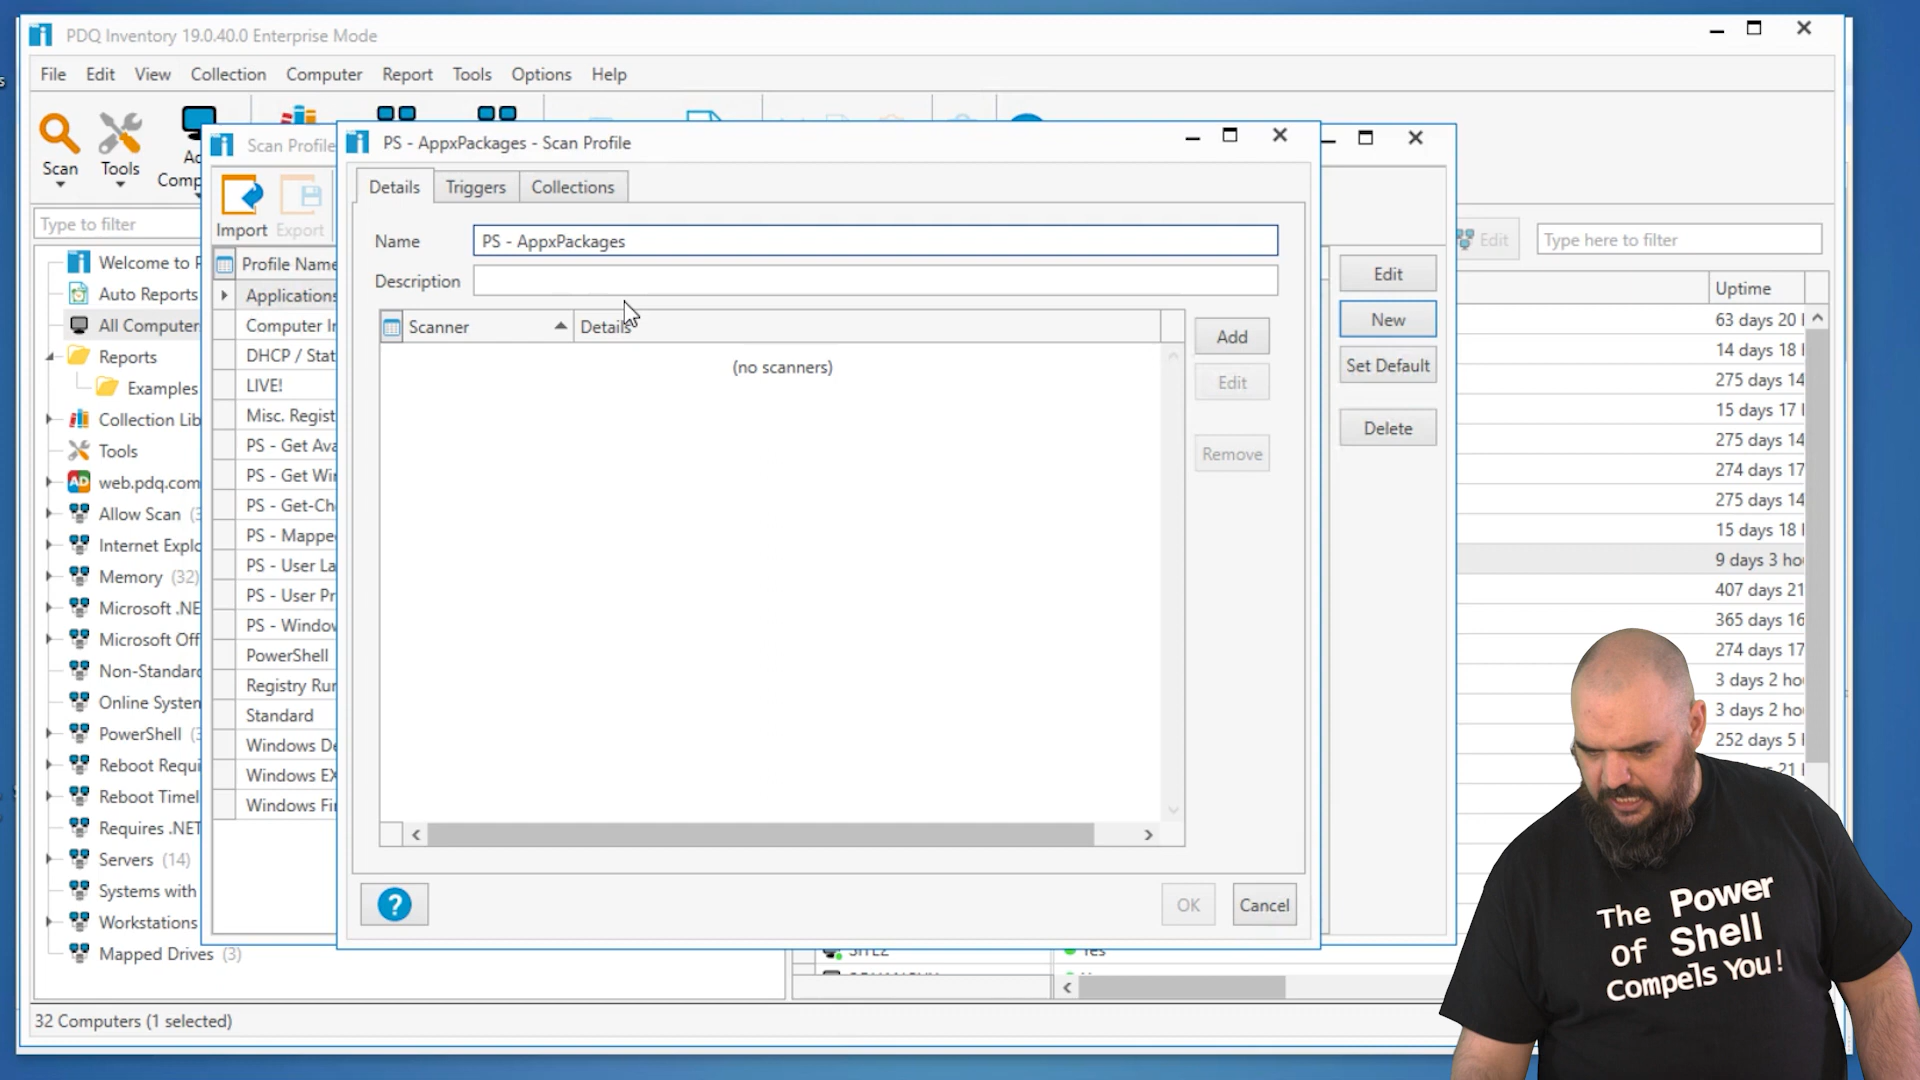 PDQ Inventory 19.0.40.0 Enterprise Mode
File Edit View Collection Computer Report Tools Options Help
Scan
Tools
Scan Profile
Import
Export
PS - AppxPackages - Scan Profile
Details
Triggers
Collections
Name
PS - AppxPackages
Description
Scanner
Details
(no scanners)
Add
Edit
Remove
OK
Cancel
?
Edit
New
Set Default
Delete
Edit
Type here to filter
Type to filter
Welcome to
Auto Reports
All Computer
Reports
Examples
Collection Lib
Tools
web.pdq.com
Allow Scan
Internet Explo
Memory (32)
Microsoft .NE
Microsoft Off
Non-Standard
Online System
PowerShell
Reboot Requi
Reboot Timel
Requires .NET
Servers (14)
Systems with
Workstations
Mapped Drives (3)
Profile Name
Applications
Computer In
DHCP / Stat
LIVE!
Misc. Regist
PS - Get Ava
PS - Get Wi
PS - Get-Ch
PS - Mapped
PS - User La
PS - User Pr
PS - Window
PowerShell
Registry Run
Standard
Windows De
Windows EX
Windows Fi
Uptime
63 days 20
14 days 18
275 days 14
15 days 17
275 days 14
274 days 17
275 days 14
15 days 18
9 days 3 ho
407 days 21
365 days 16
274 days 17
3 days 2 ho
3 days 2 ho
252 days 5
32 Computers (1 selected)
The Power
of Shell
Compels You!